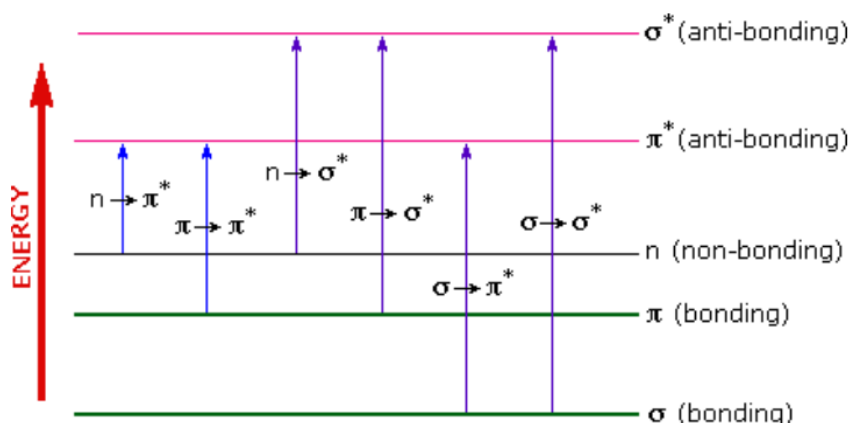 σ* (anti-bonding)
π* (anti-bonding)
n → σ*
n → π*
π → σ*
π → π*
σ → σ*
ENERGY
n (non-bonding)
σ → π*
π (bonding)
σ (bonding)